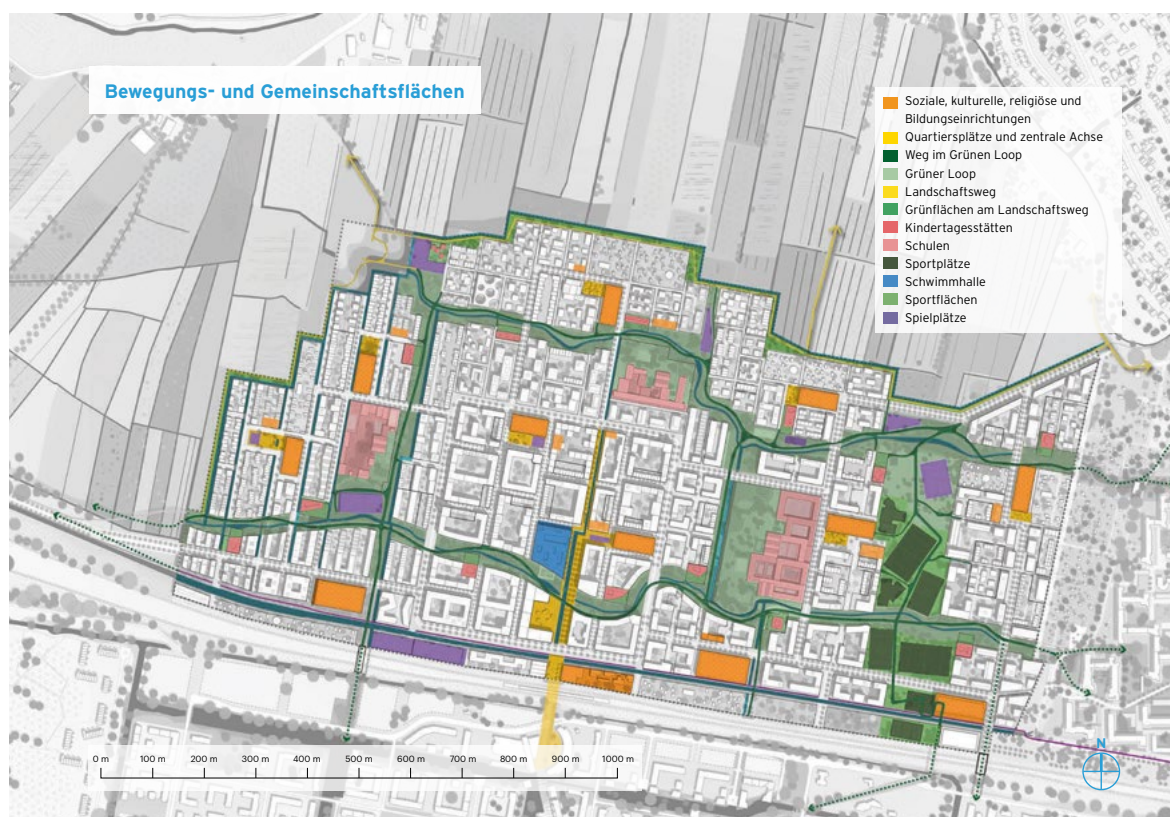 Bewegungs- und Gemeinschaftsflächen
Soziale, kulturelle, religiöse und
Bildungseinrichtungen
Quartiersplätze und zentrale Achse
Weg im Grünen Loop
Grüner Loop
Landschaftsweg
Grünflächen am Landschaftsweg
Kindertagesstätten
Schulen
Sportplätze
Schwimmhalle
Sportflächen
Spielplätze
0 m 100 m 200 m 300 m 400 m 500 m 600 m 700 m 800 m 900 m 1000 m
N